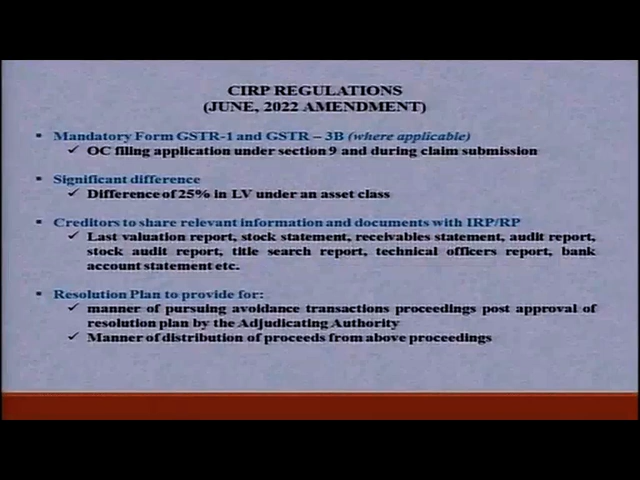 CIRP REGULATIONS
(JUNE, 2022 AMENDMENT)
▪ Mandatory Form GSTR-1 and GSTR – 3B (where applicable)
✓ OC filing application under section 9 and during claim submission
▪ Significant difference
✓ Difference of 25% in LV under an asset class
▪ Creditors to share relevant information and documents with IRP/RP
✓ Last valuation report, stock statement, receivables statement, audit report,
stock audit report, title search report, technical officers report, bank
account statement etc.
▪ Resolution Plan to provide for:
✓ manner of pursuing avoidance transactions proceedings post approval of
resolution plan by the Adjudicating Authority
✓ Manner of distribution of proceeds from above proceedings